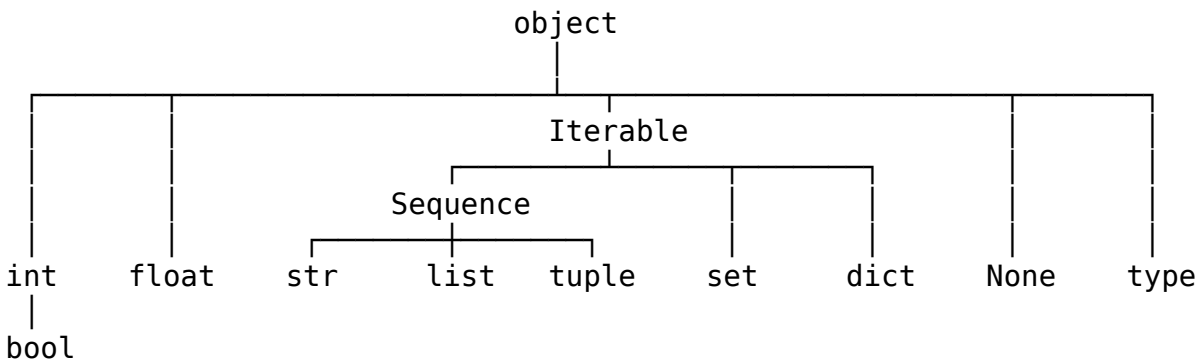 object
Iterable
Sequence
int float str list tuple set dict None type
bool